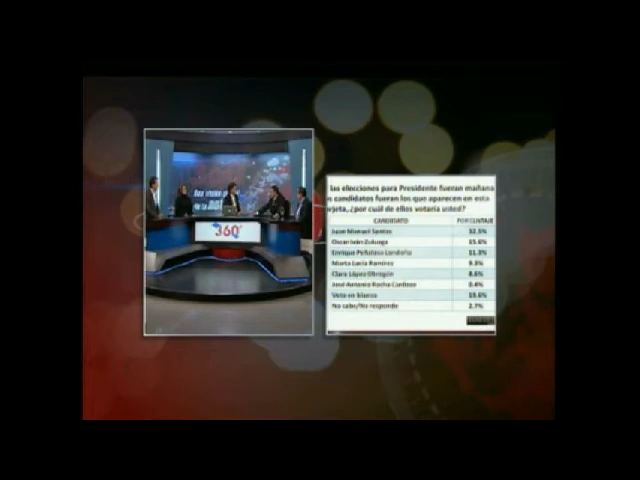 360°
las elecciones para Presidente fueran mañana
s candidatos fueran los que aparecen en esta
rjeta, ¿por cuál de ellos votaría usted?
CANDIDATO PORCENTAJE
Juan Manuel Santos 32.5%
Oscar Iván Zuluaga 15.6%
Enrique Peñalosa Londoño 11.3%
Marta Lucía Ramírez 9.3%
Clara López Obregón 8.6%
José Antonio Rocha Cardozo 0.4%
Voto en blanco 19.6%
No sabe/No responde 2.7%